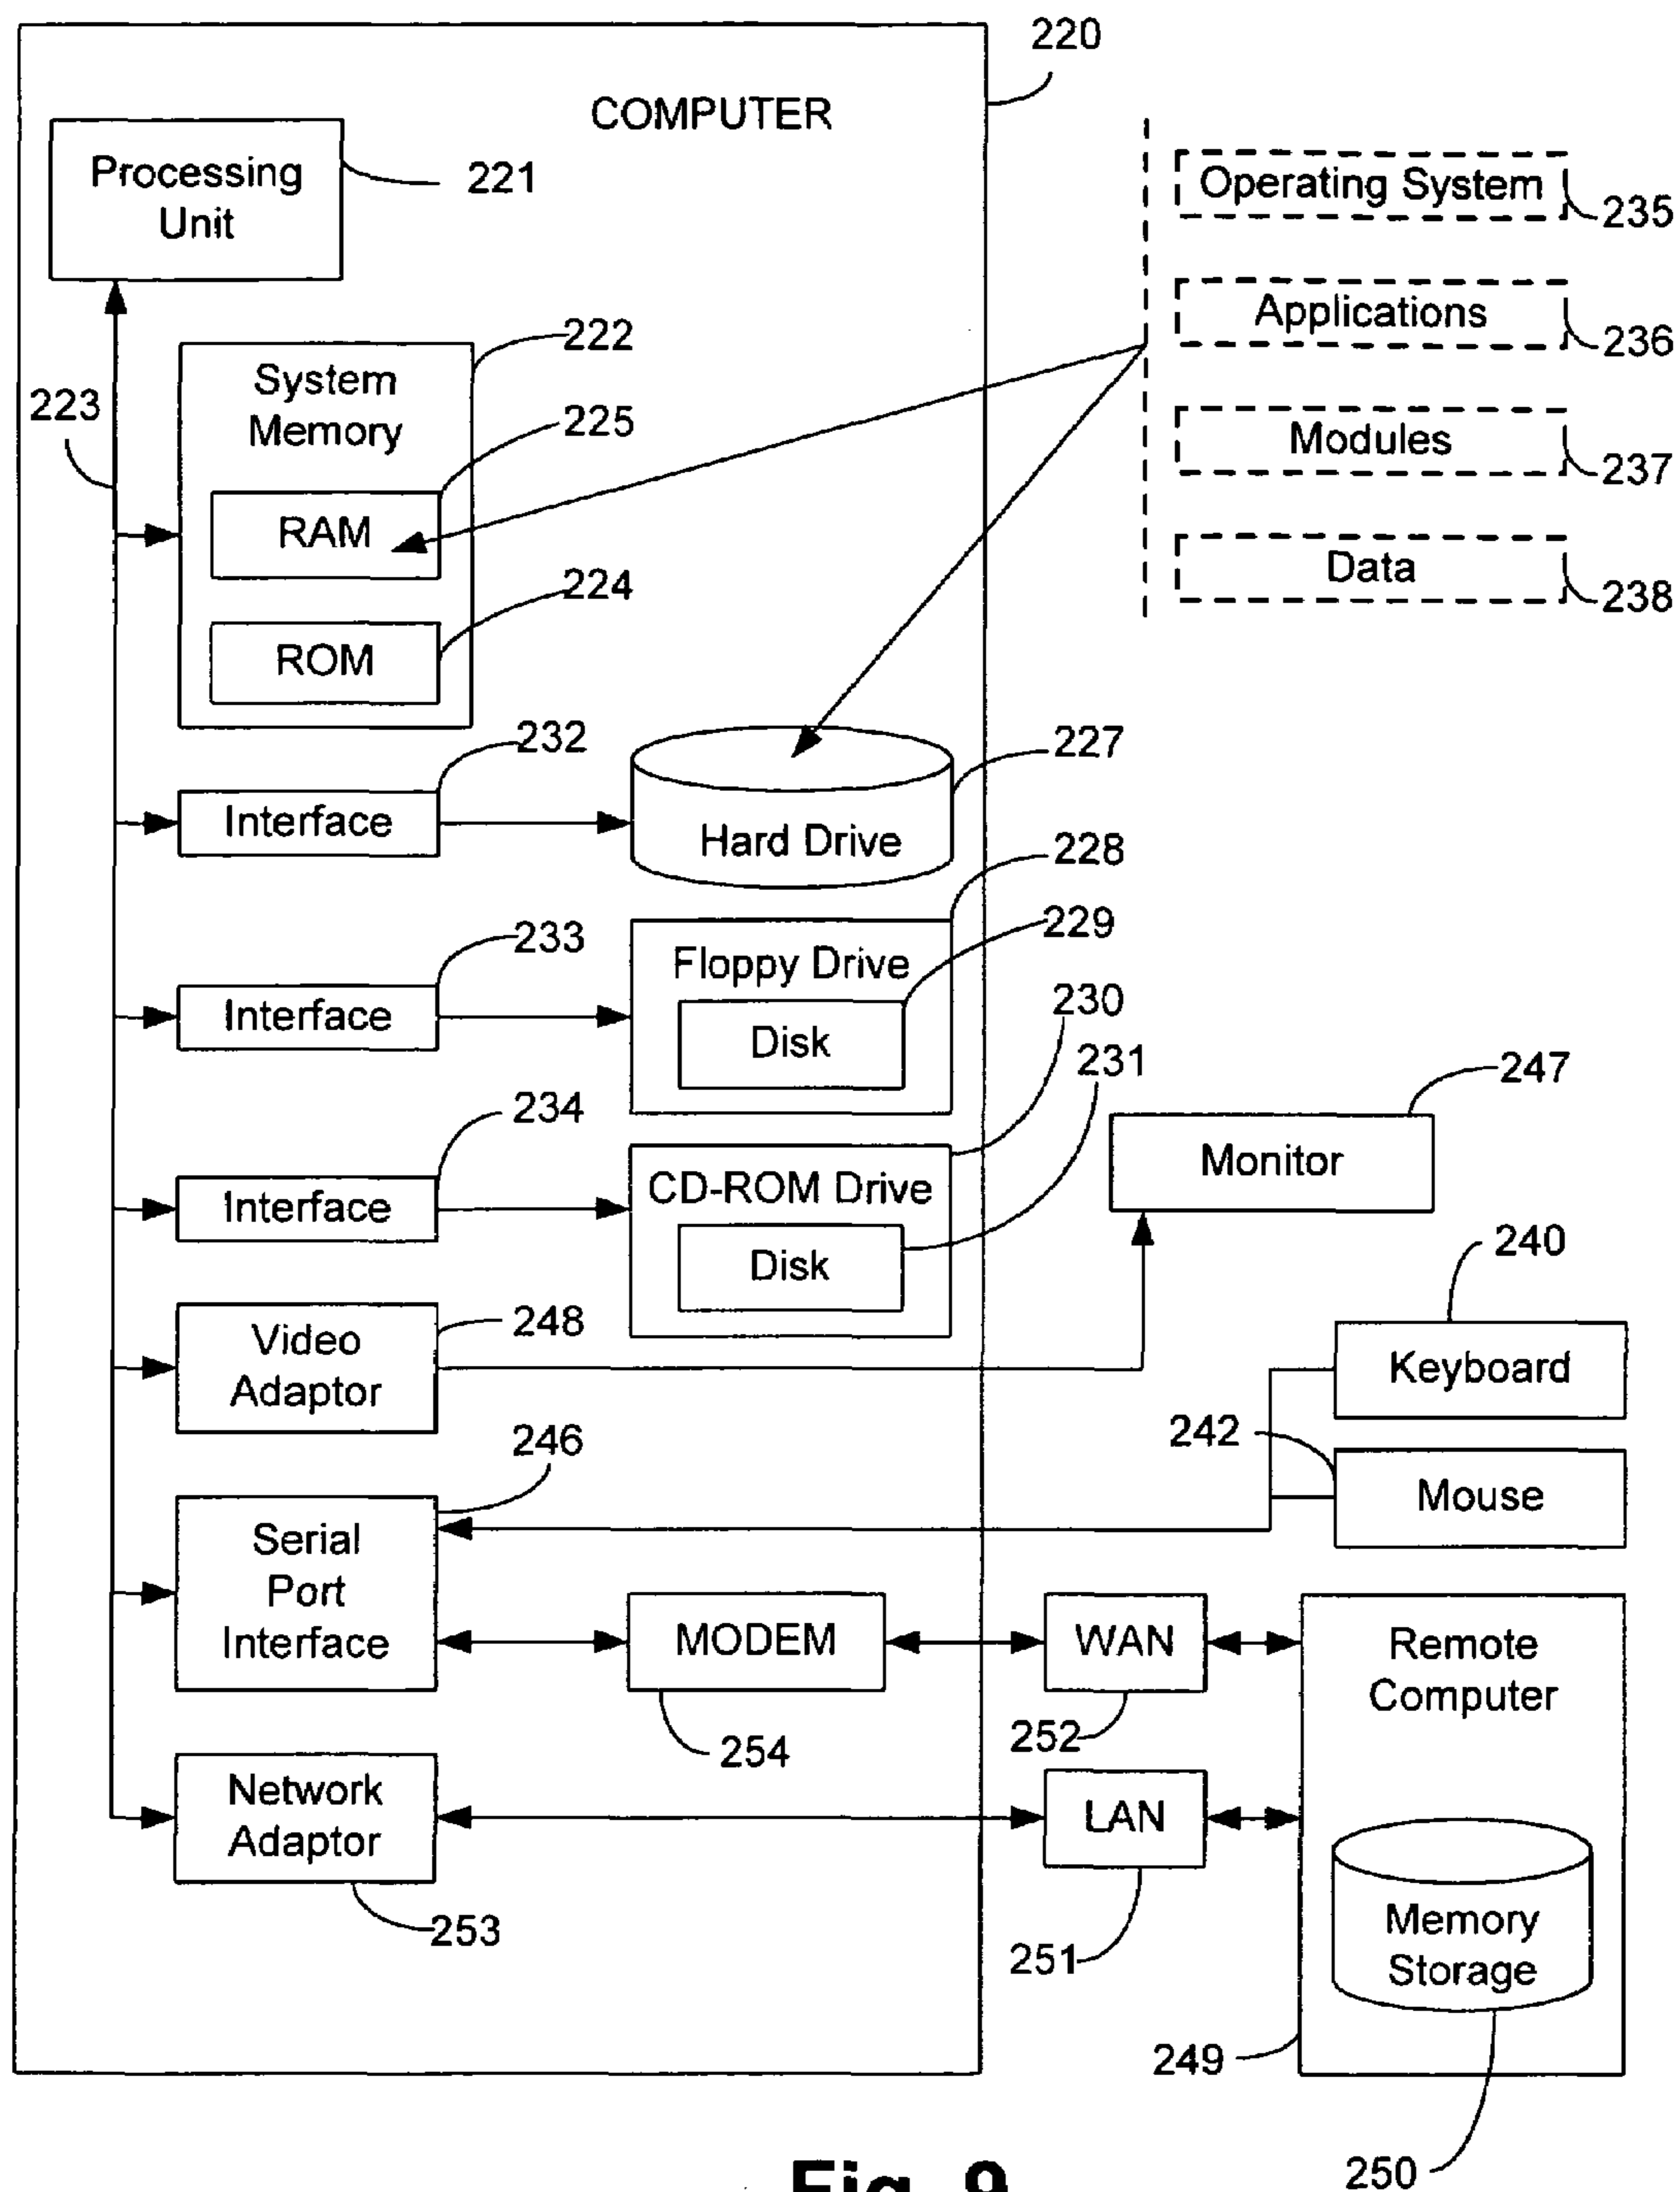 220
COMPUTER
Processing
Unit
221
Operating System
235
Applications
236
Modules
237
Data
238
222
System
Memory
223
225
RAM
224
ROM
232
Interface
227
Hard Drive
228
233
Interface
229
Floppy Drive
Disk
230
231
234
Interface
CD-ROM Drive
Disk
247
Monitor
248
Video
Adaptor
240
Keyboard
242
Mouse
246
Serial
Port
Interface
MODEM
254
WAN
252
Remote
Computer
Network
Adaptor
253
LAN
251
Memory
Storage
249
250
Fig. 9